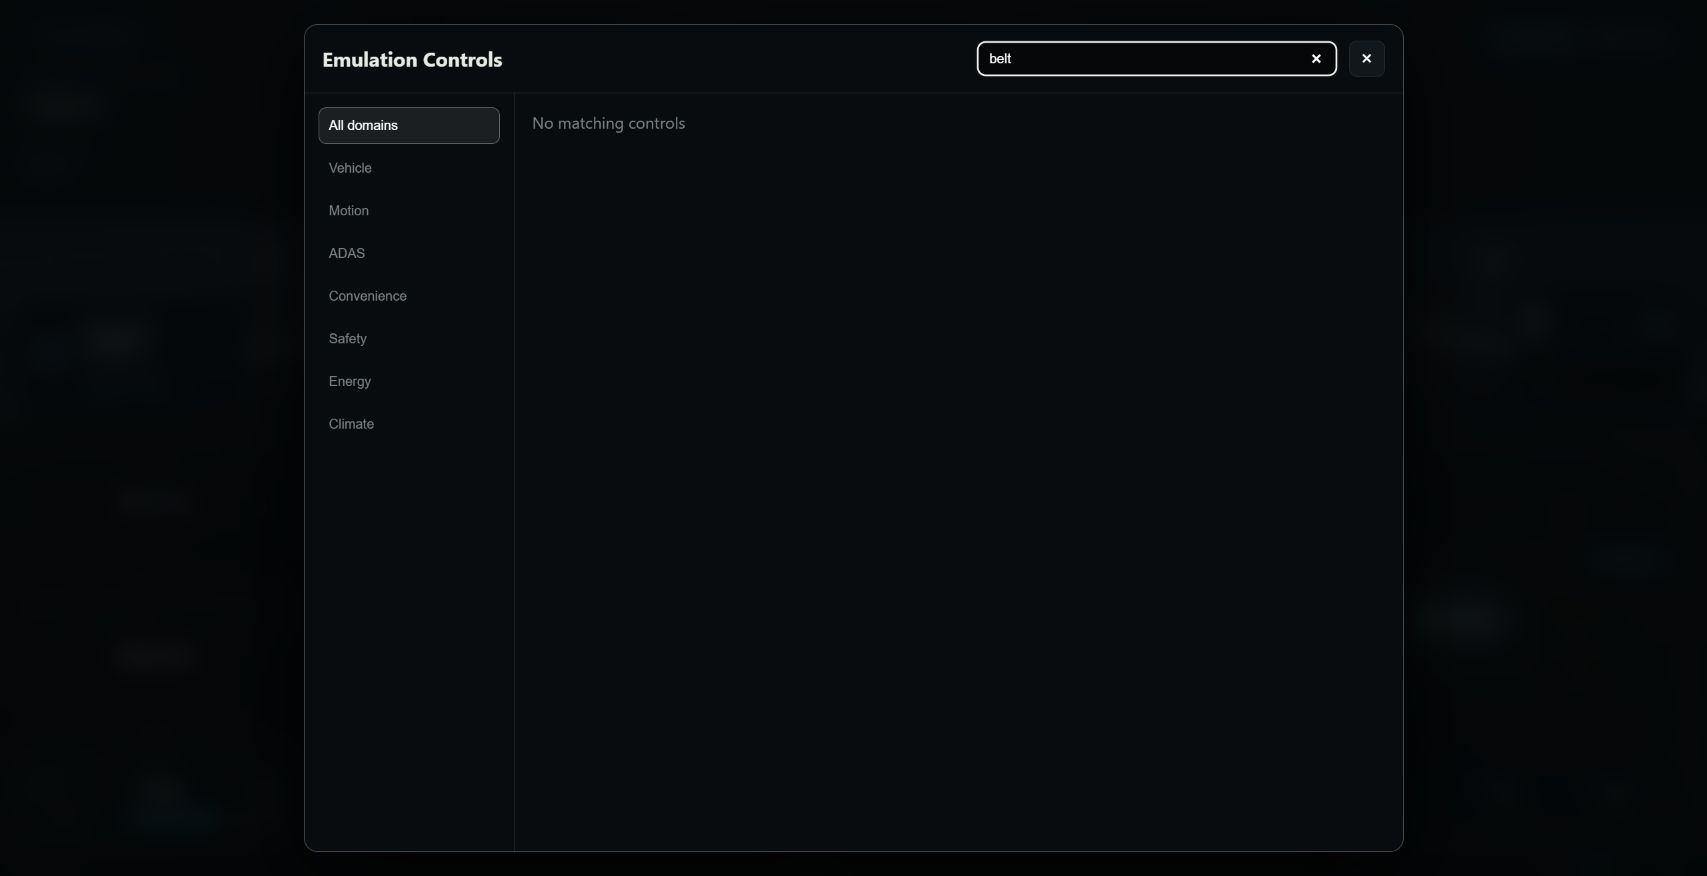 Emulation Controls
belt
All domains
Vehicle
Motion
ADAS
Convenience
Safety
Energy
Climate
No matching controls